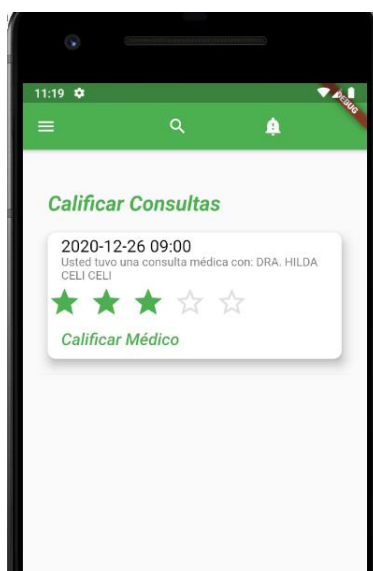 11:19
DEBUG
Calificar Consultas
2020-12-26 09:00
Usted tuvo una consulta médica con: DRA. HILDA
CELI CELI
Calificar Médico